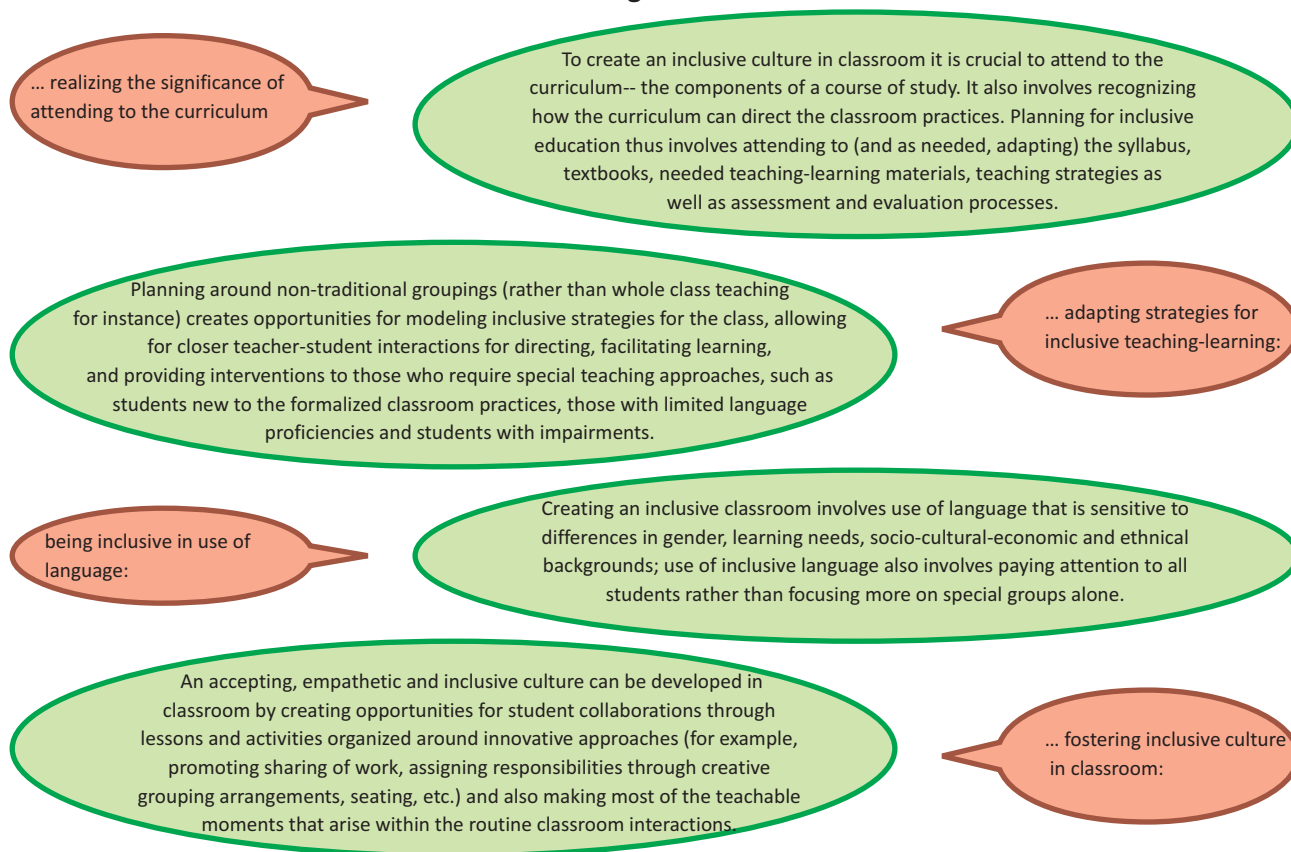 ... realizing the significance of
attending to the curriculum
To create an inclusive culture in classroom it is crucial to attend to the
curriculum-- the components of a course of study. It also involves recognizing
how the curriculum can direct the classroom practices. Planning for inclusive
education thus involves attending to (and as needed, adapting) the syllabus,
textbooks, needed teaching-learning materials, teaching strategies as
well as assessment and evaluation processes.
Planning around non-traditional groupings (rather than whole class teaching
for instance) creates opportunities for modeling inclusive strategies for the class, allowing
for closer teacher-student interactions for directing, facilitating learning,
and providing interventions to those who require special teaching approaches, such as
students new to the formalized classroom practices, those with limited language
proficiencies and students with impairments.
... adapting strategies for
inclusive teaching-learning:
being inclusive in use of
language:
Creating an inclusive classroom involves use of language that is sensitive to
differences in gender, learning needs, socio-cultural-economic and ethnical
backgrounds; use of inclusive language also involves paying attention to all
students rather than focusing more on special groups alone.
An accepting, empathetic and inclusive culture can be developed in
classroom by creating opportunities for student collaborations through
lessons and activities organized around innovative approaches (for example,
promoting sharing of work, assigning responsibilities through creative
grouping arrangements, seating, etc.) and also making most of the teachable
moments that arise within the routine classroom interactions.
... fostering inclusive culture
in classroom: